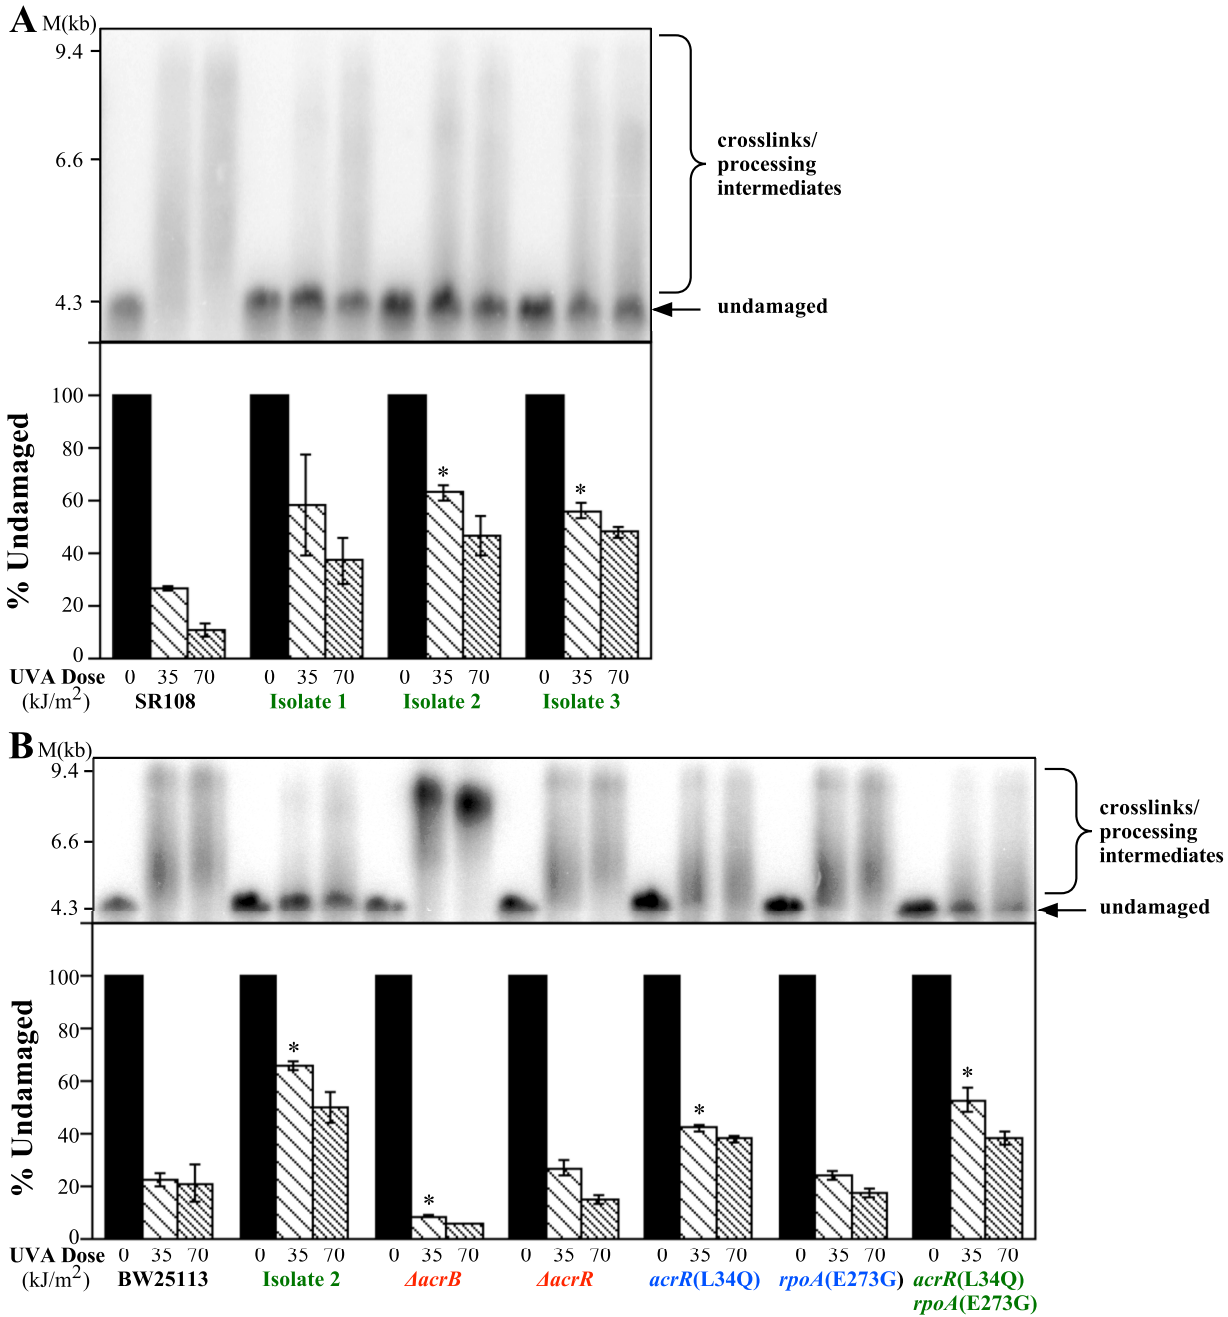 A M(kb)
9.4
6.6
4.3
crosslinks/
processing
intermediates
undamaged
% Undamaged
100
80
60
40
20
0
* *
UVA Dose 0 35 70 0 35 70 0 35 70 0 35 70
(kJ/m2) SR108 Isolate 1 Isolate 2 Isolate 3
B M(kb)
9.4
6.6
4.3
crosslinks/
processing
intermediates
undamaged
% Undamaged
100
80
60
40
20
0
* * * *
UVA Dose 0 35 70 0 35 70 0 35 70 0 35 70 0 35 70 0 35 70 0 35 70
(kJ/m2) BW25113 Isolate 2 ΔacrB ΔacrR acrR(L34Q) rpoA(E273G) acrR(L34Q)
rpoA(E273G)